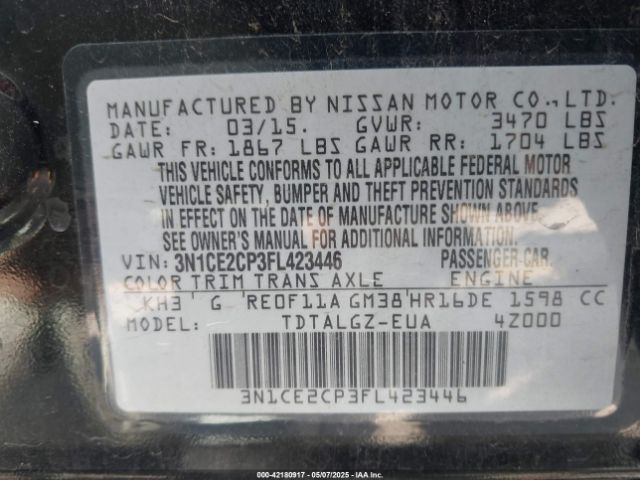 MANUFACTURED BY NISSAN MOTOR CO., LTD.
DATE: 03/15. GVWR: 3470 LBS
GAWR FR: 1867 LBS GAWR RR: 1704 LBS
THIS VEHICLE CONFORMS TO ALL APPLICABLE FEDERAL MOTOR
VEHICLE SAFETY, BUMPER AND THEFT PREVENTION STANDARDS
IN EFFECT ON THE DATE OF MANUFACTURE SHOWN ABOVE.
SEE OWNER'S MANUAL FOR ADDITIONAL INFORMATION.
VIN: 3N1CE2CP3FL423446 PASSENGER-CAR.
COLOR TRIM TRANS AXLE ENGINE
KH3 G RE0F11A GM38 HR16DE 1598 CC
MODEL: TDTALGZ-EUA 4Z000
3N1CE2CP3FL423446
000-42180917 - 05/07/2025 - IAA Inc.